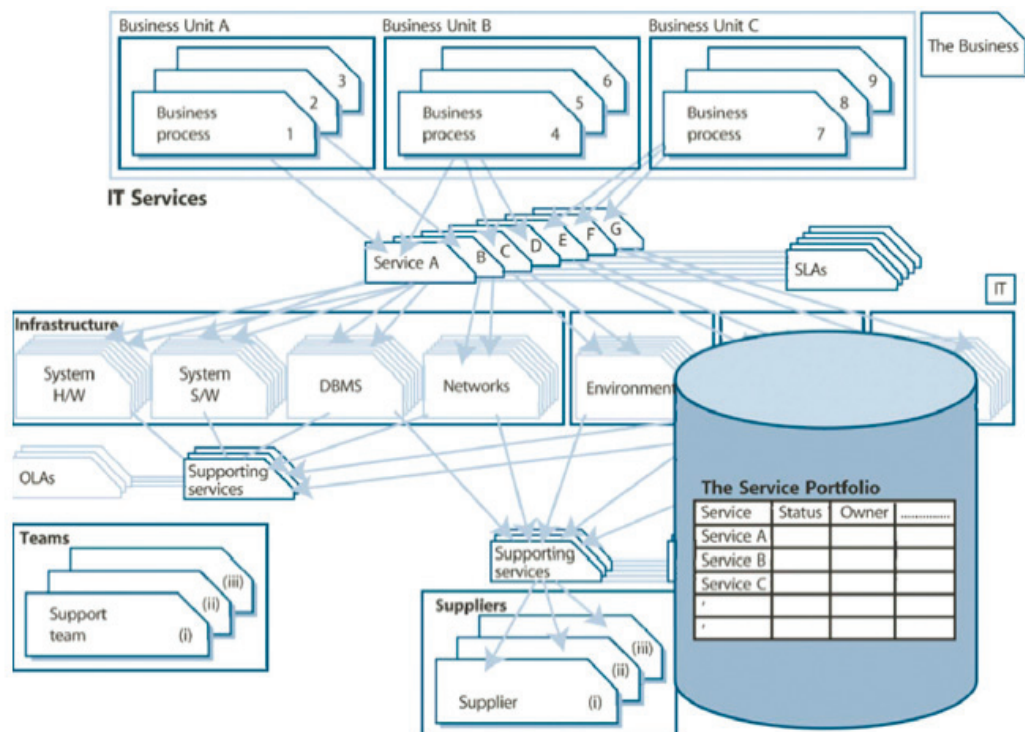 Business Unit A
Business Unit B
Business Unit C
The Business
3
2
Business
process 1
6
5
Business
process 4
9
8
Business
process 7
IT Services
Service A
B
C
D
E
F
G
SLAs
IT
Infrastructure
System
H/W
System
S/W
DBMS
Networks
Environment
OLAs
Supporting
services
Teams
(iii)
(ii)
Support
team (i)
Supporting
services
Suppliers
(iii)
(ii)
Supplier (i)
The Service Portfolio
Service Status Owner ...............
Service A
Service B
Service C
'
'